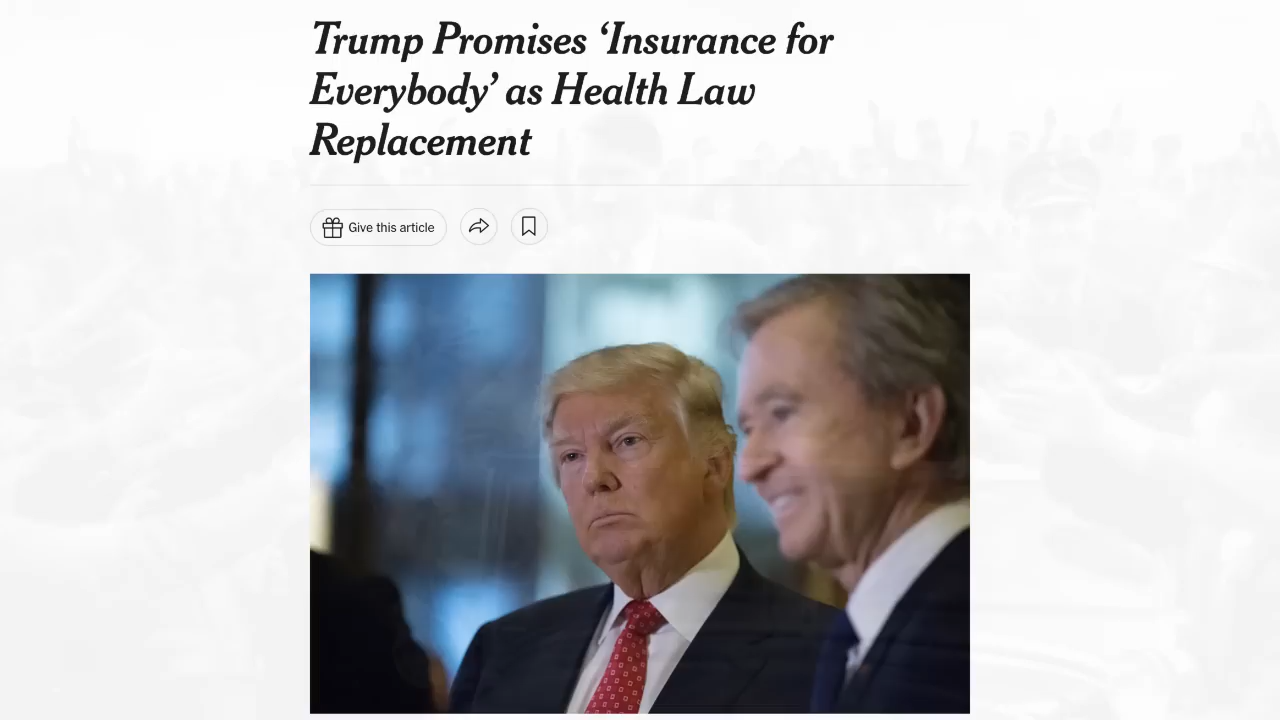 Trump Promises ‘Insurance for
Everybody’ as Health Law
Replacement
Give this article